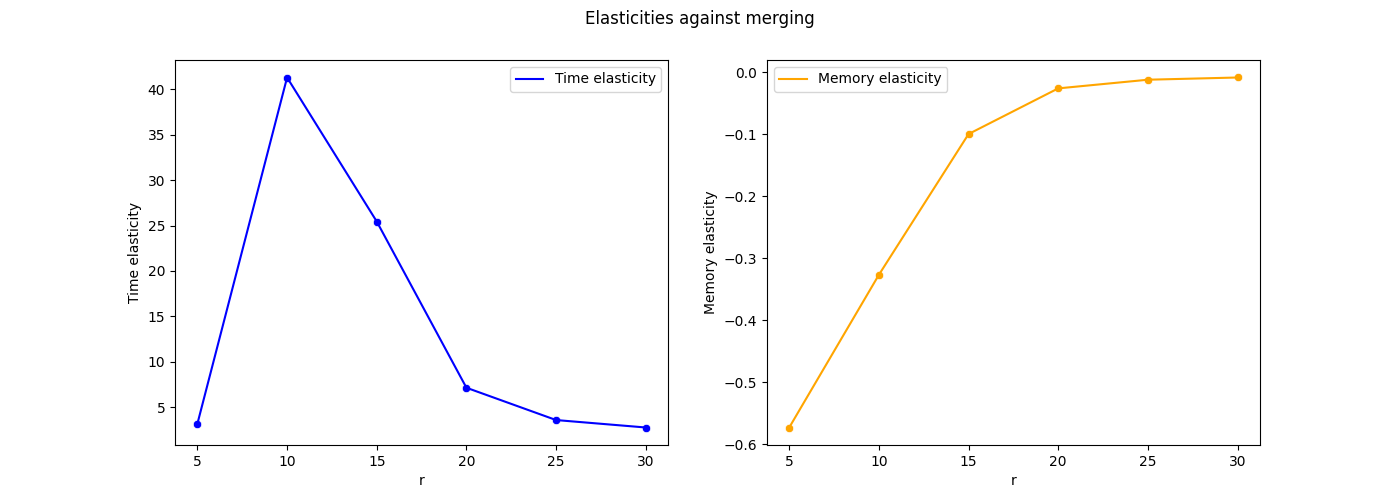 Elasticities against merging
Time elasticity
40
35
30
25
20
15
10
5
Time elasticity
5 10 15 20 25 30
r
Memory elasticity
0.0
−0.1
−0.2
−0.3
−0.4
−0.5
−0.6
Memory elasticity
5 10 15 20 25 30
r